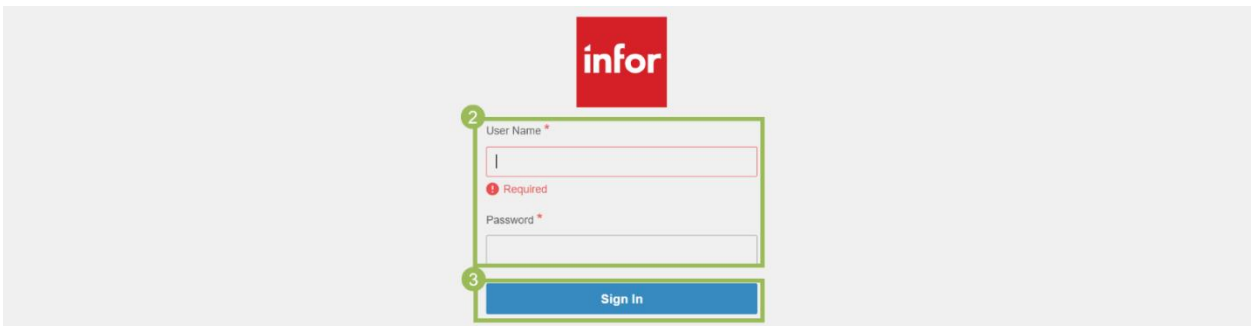 infor
2
User Name *
! Required
Password *
3
Sign In